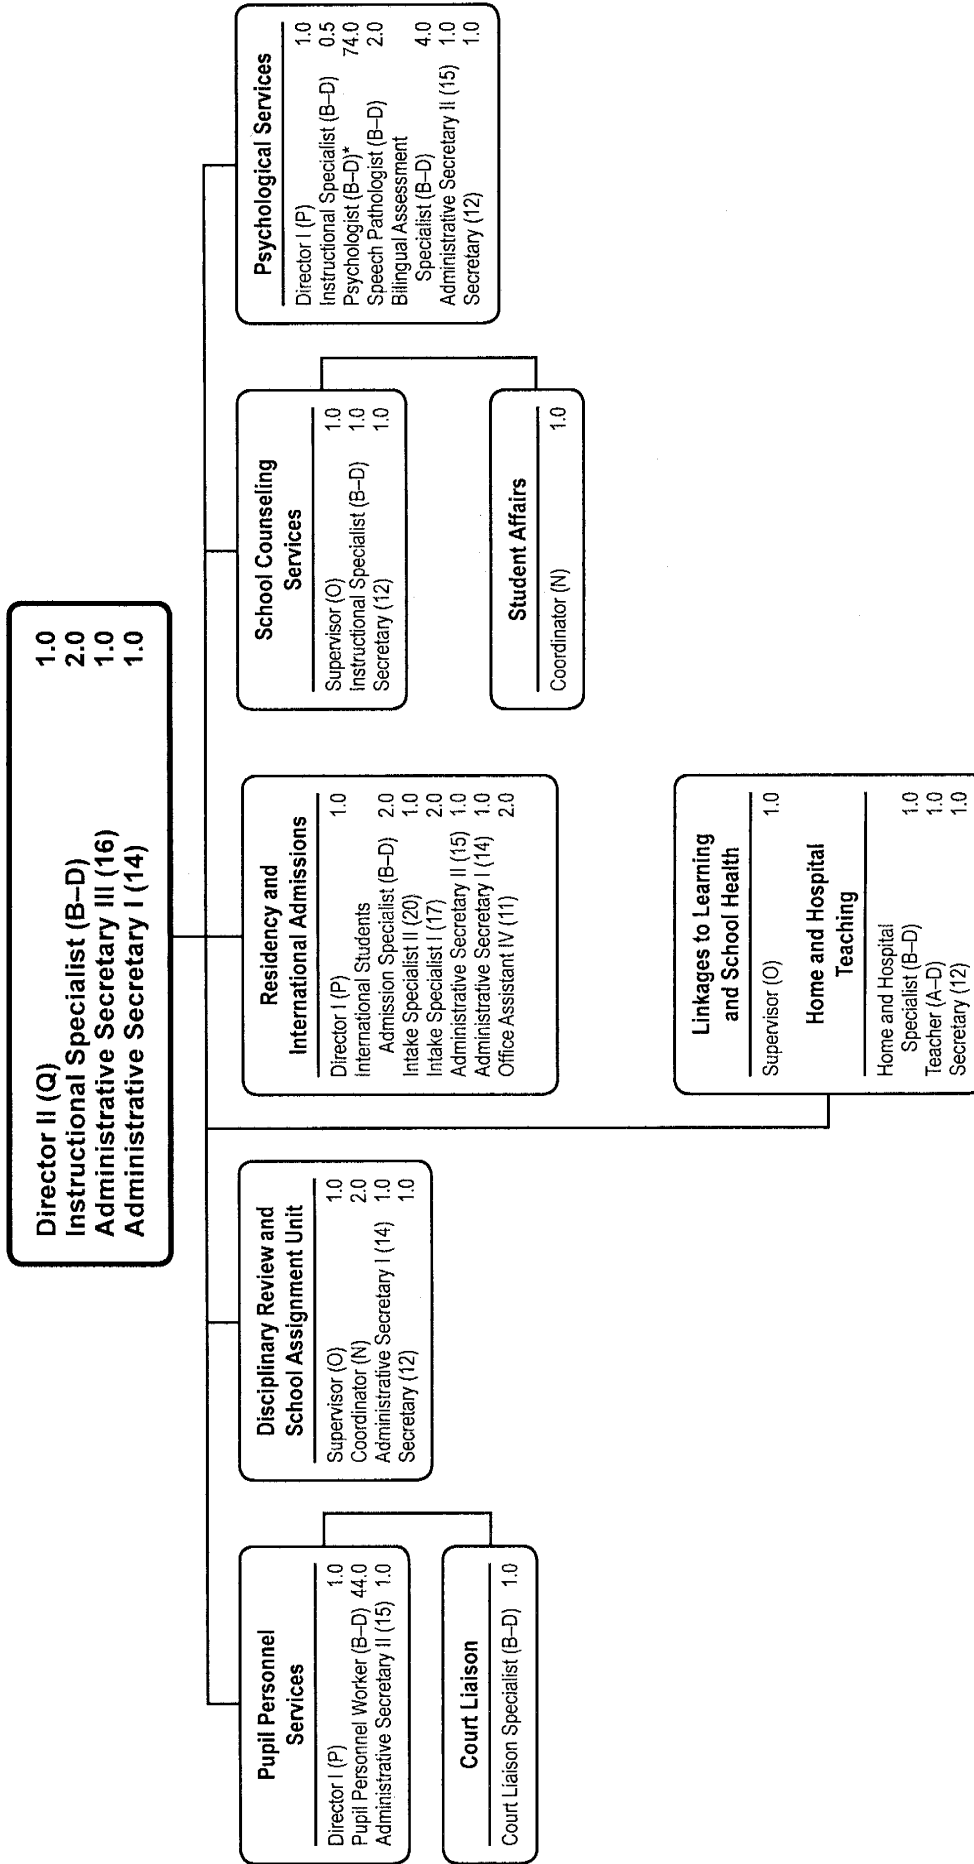 Director II (Q) 1.0
Instructional Specialist (B–D) 2.0
Administrative Secretary III (16) 1.0
Administrative Secretary I (14) 1.0
Pupil Personnel
Services
Director I (P) 1.0
Pupil Personnel Worker (B–D) 44.0
Administrative Secretary II (15) 1.0
Court Liaison
Court Liaison Specialist (B–D) 1.0
Disciplinary Review and
School Assignment Unit
Supervisor (O) 1.0
Coordinator (N) 2.0
Administrative Secretary I (14) 1.0
Secretary (12) 1.0
Residency and
International Admissions
Director I (P) 1.0
International Students
Admission Specialist (B–D) 2.0
Intake Specialist II (20) 1.0
Intake Specialist I (17) 2.0
Administrative Secretary II (15) 1.0
Administrative Secretary I (14) 1.0
Office Assistant IV (11) 2.0
Linkages to Learning
and School Health
Supervisor (O) 1.0
Home and Hospital
Teaching
Home and Hospital
Specialist (B–D) 1.0
Teacher (A–D) 1.0
Secretary (12) 1.0
School Counseling
Services
Supervisor (O) 1.0
Instructional Specialist (B–D) 1.0
Secretary (12) 1.0
Student Affairs
Coordinator (N) 1.0
Psychological Services
Director I (P) 1.0
Instructional Specialist (B–D) 0.5
Psychologist (B–D)* 74.0
Speech Pathologist (B–D) 2.0
Bilingual Assessment
Specialist (B–D) 4.0
Administrative Secretary II (15) 1.0
Secretary (12) 1.0